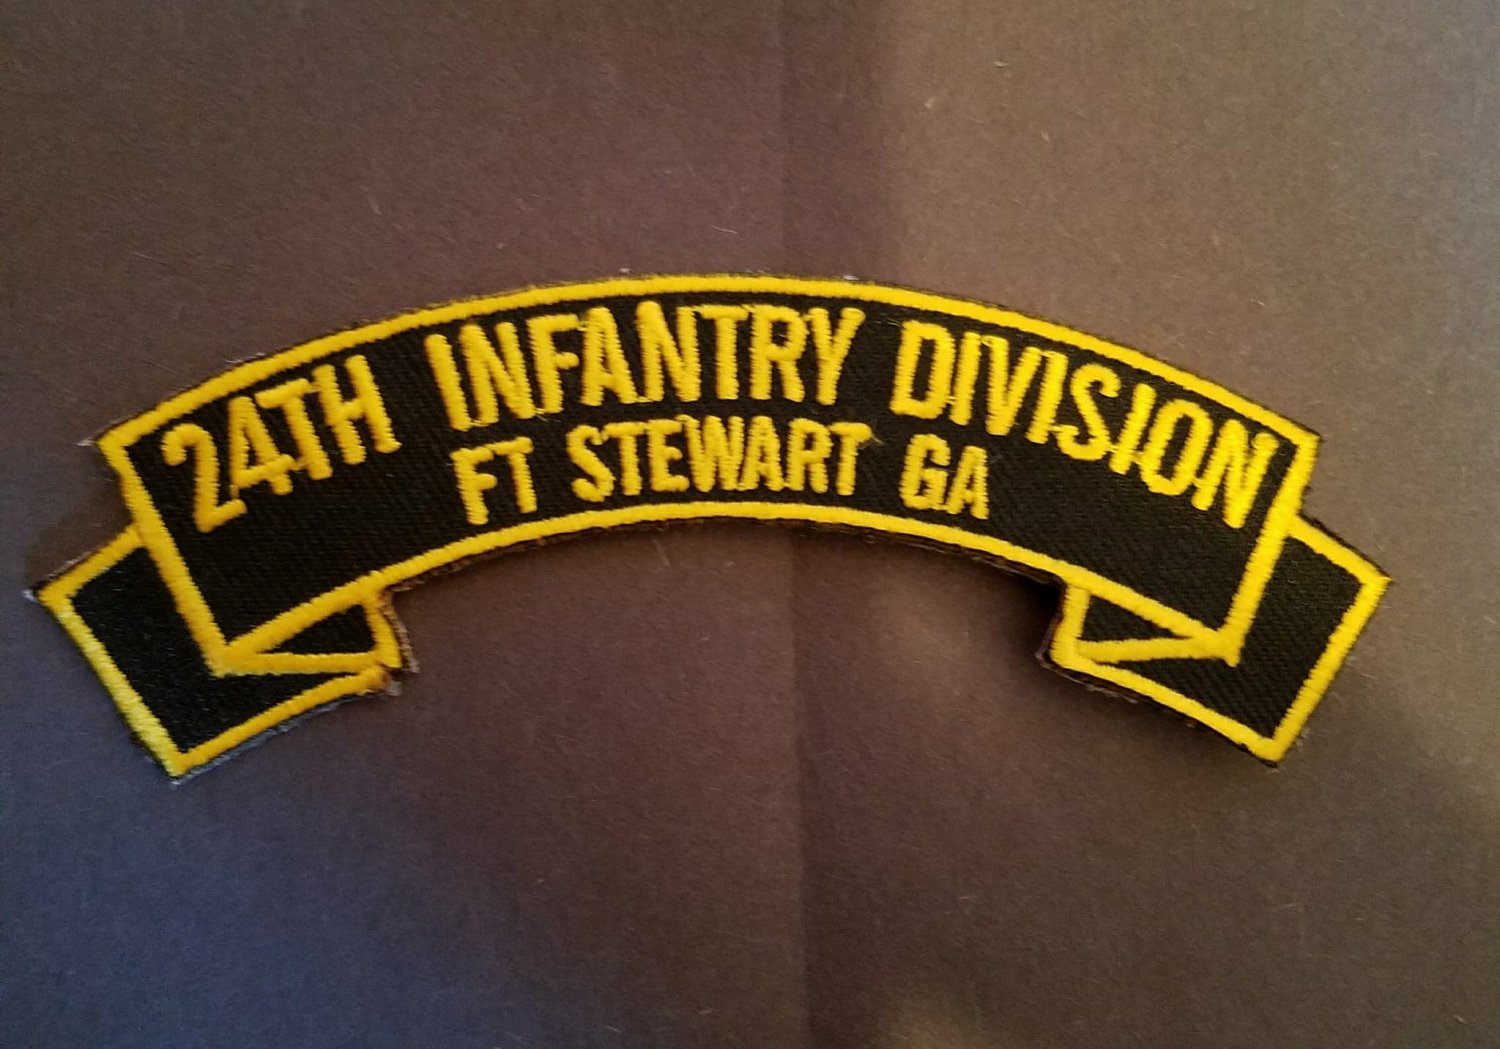 24TH INFANTRY DIVISION
FT STEWART GA